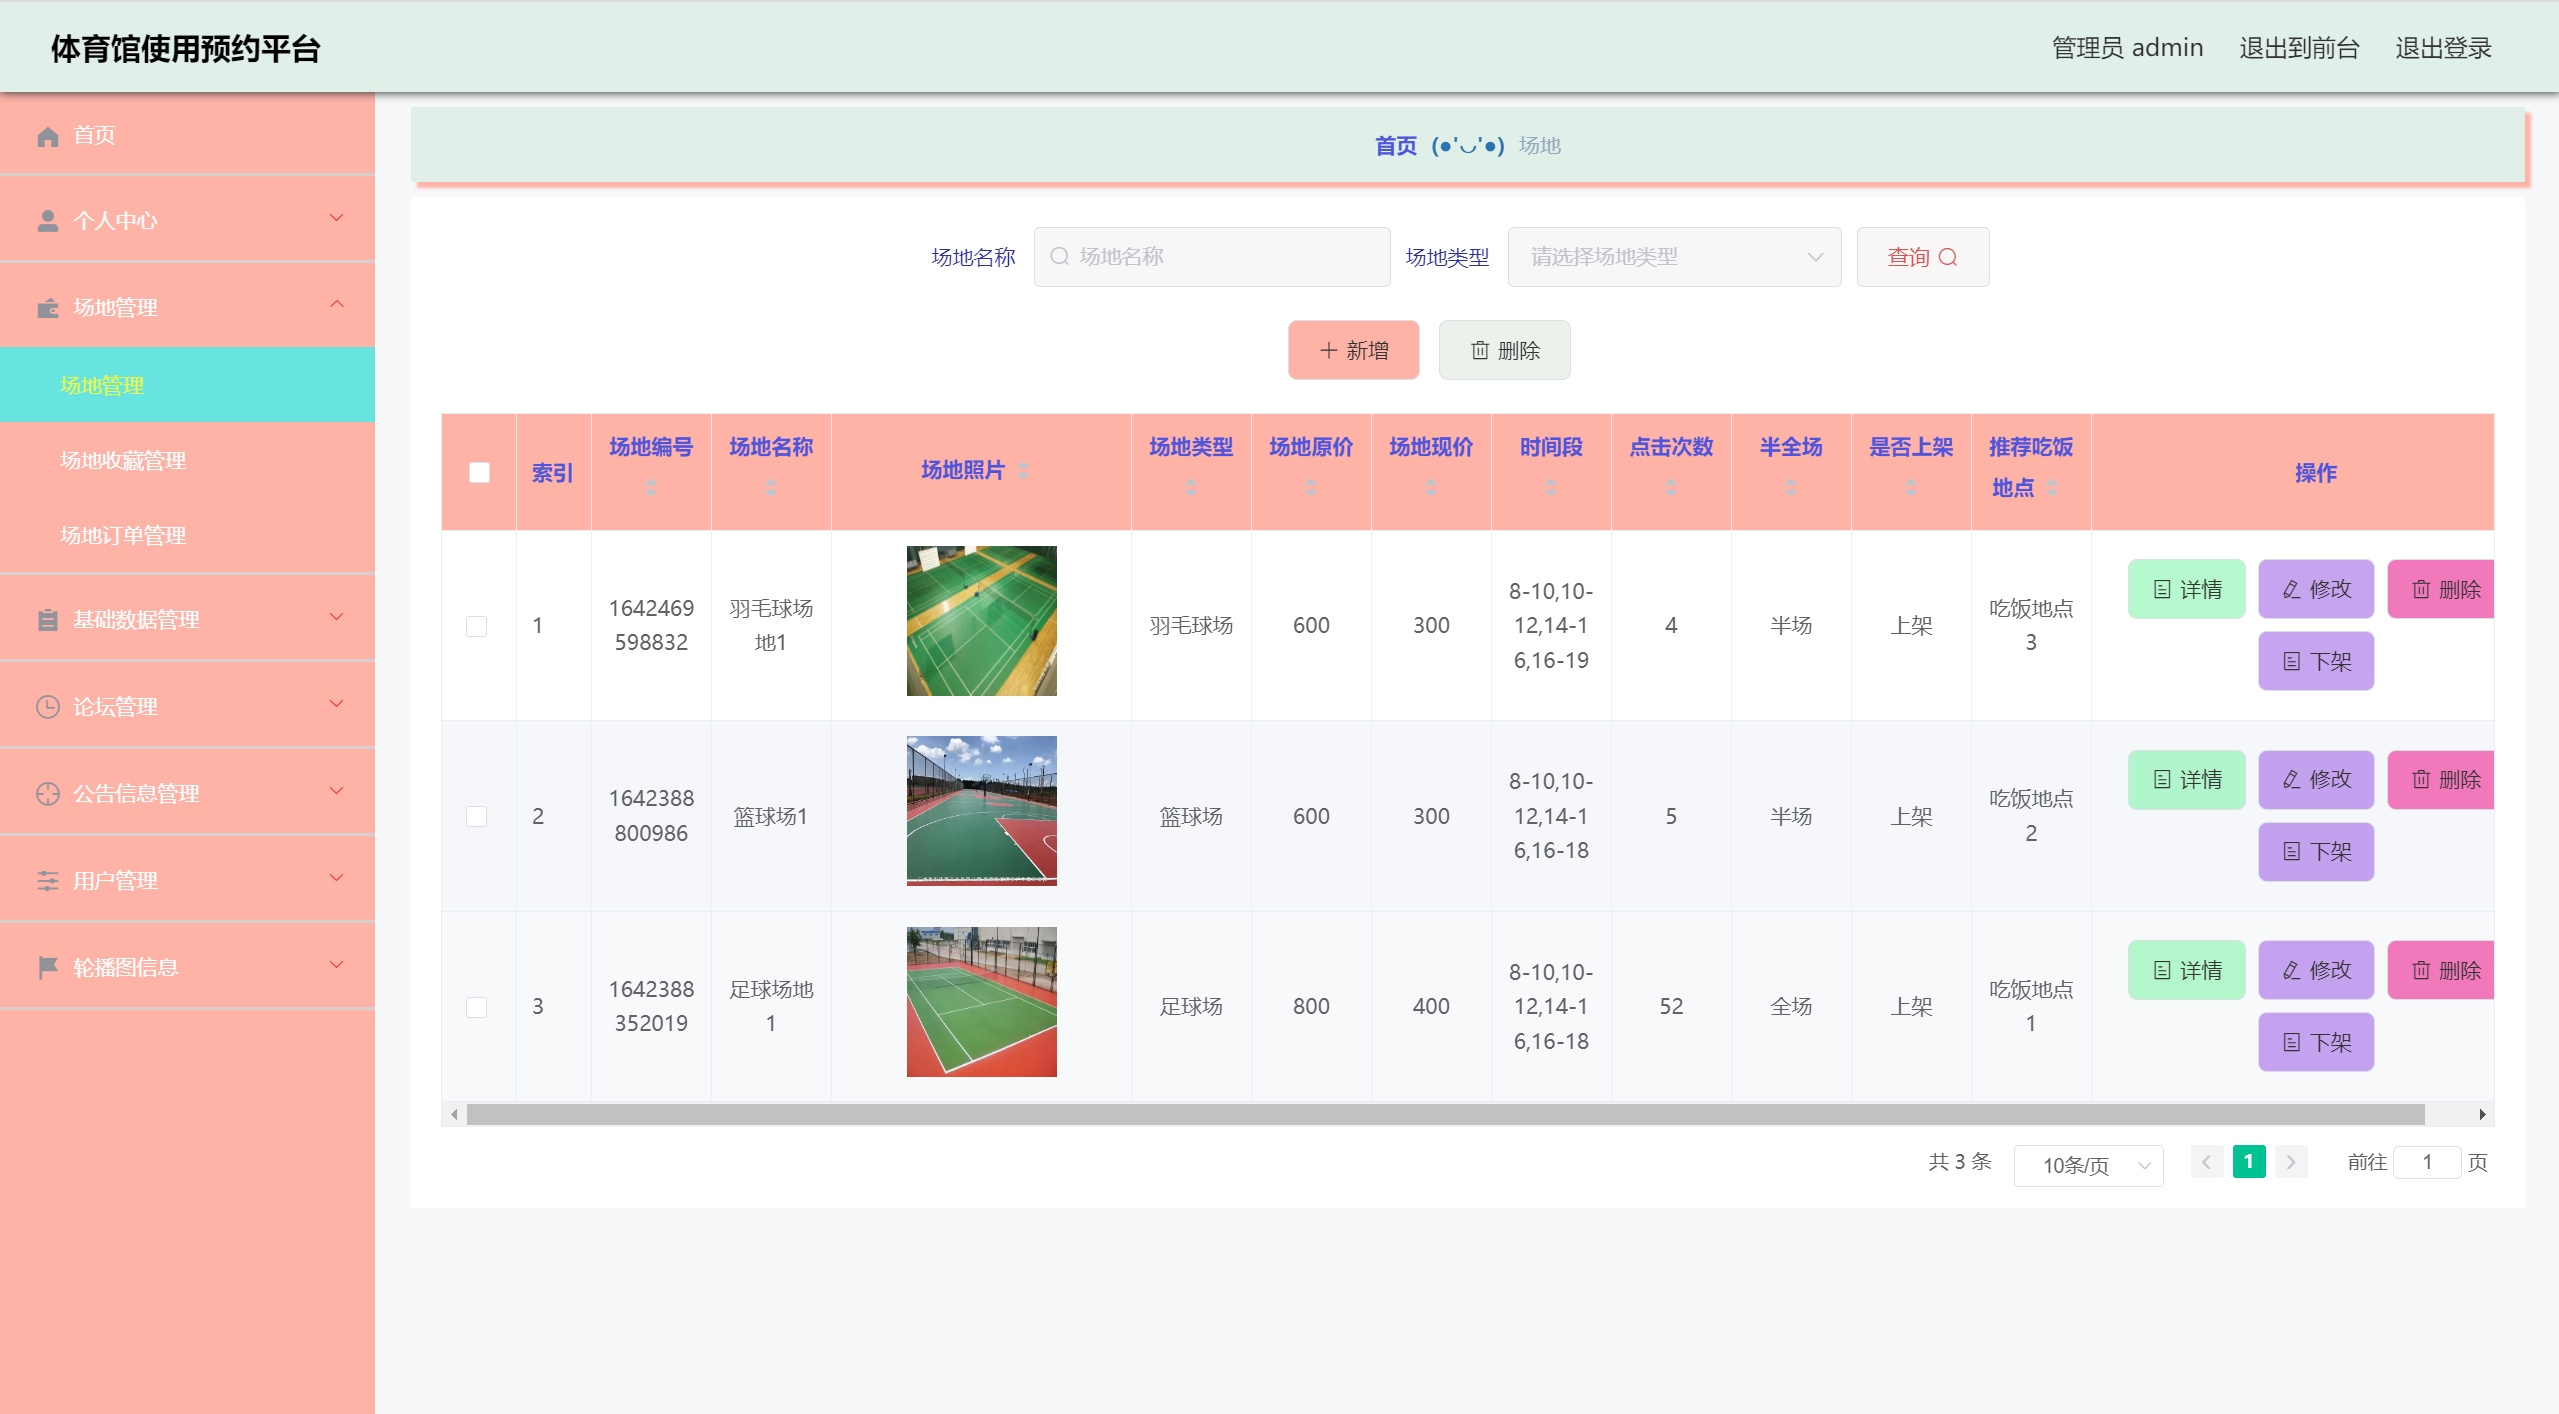 体育馆使用预约平台
管理员 admin
退出到前台
退出登录
首页
个人中心
场地管理
场地管理
场地收藏管理
场地订单管理
基础数据管理
论坛管理
公告信息管理
用户管理
轮播图信息
首页 (●'◡'●) 场地
场地名称 场地名称 场地类型 请选择场地类型 查询
新增 删除
索引 场地编号 场地名称 场地照片 场地类型 场地原价 场地现价 时间段 点击次数 半全场 是否上架 推荐吃饭
地点
操作
1
1642469
598832
羽毛球场
地1
羽毛球场
600
300
8-10,10-
12,14-1
6,16-19
4
半场
上架
吃饭地点
3
详情 修改 删除
下架
2
1642388
800986
篮球场1
篮球场
600
300
8-10,10-
12,14-1
6,16-18
5
半场
上架
吃饭地点
2
详情 修改 删除
下架
3
1642388
352019
足球场地
1
足球场
800
400
8-10,10-
12,14-1
6,16-18
52
全场
上架
吃饭地点
1
详情 修改 删除
下架
共 3 条 10条/页 1 前往 1 页